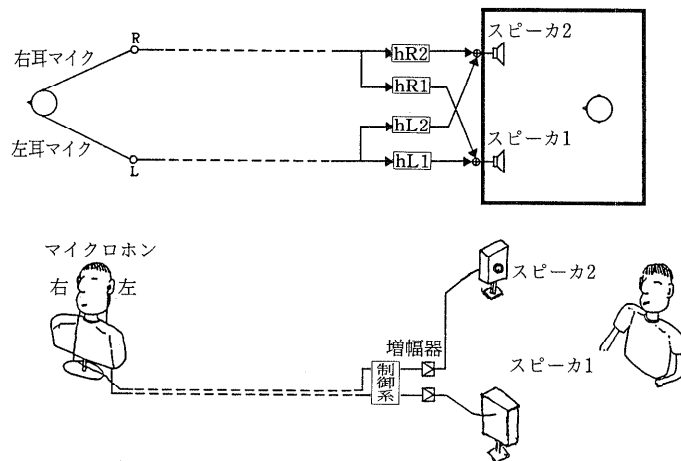 R
スピーカ2
右耳マイク
hR2
hR1
hL2
スピーカ1
左耳マイク
hL1
L
マイクロホン
スピーカ2
右 左
増幅器
スピーカ1
制御系